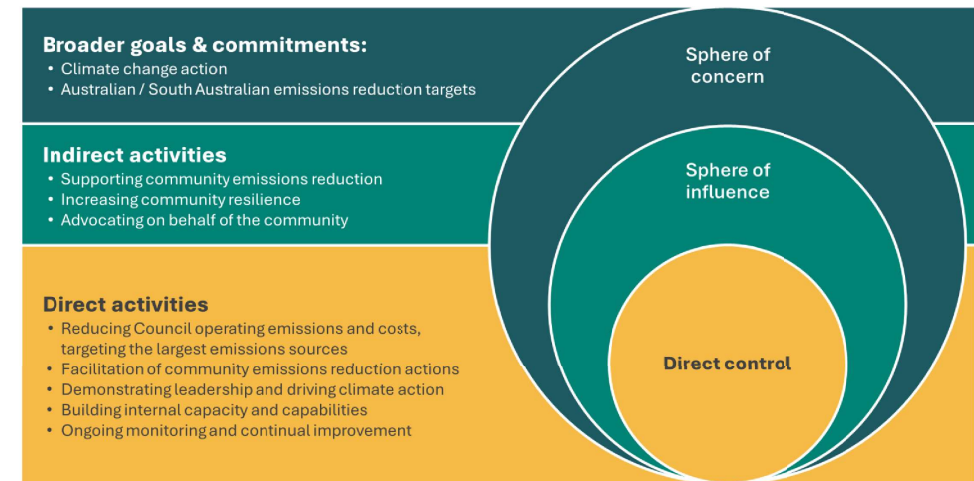 Broader goals & commitments:
• Climate change action
• Australian / South Australian emissions reduction targets
Sphere of
concern
Indirect activities
• Supporting community emissions reduction
• Increasing community resilience
• Advocating on behalf of the community
Sphere of
influence
Direct activities
• Reducing Council operating emissions and costs,
targeting the largest emissions sources
• Facilitation of community emissions reduction actions
• Demonstrating leadership and driving climate action
• Building internal capacity and capabilities
• Ongoing monitoring and continual improvement
Direct control